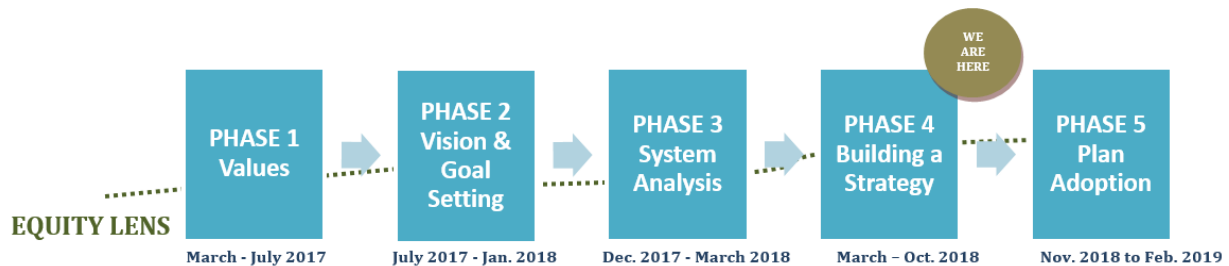 WE
ARE
HERE
PHASE 1
Values
PHASE 2
Vision &
Goal
Setting
PHASE 3
System
Analysis
PHASE 4
Building a
Strategy
PHASE 5
Plan
Adoption
EQUITY LENS
March - July 2017
July 2017 - Jan. 2018
Dec. 2017 - March 2018
March – Oct. 2018
Nov. 2018 to Feb. 2019